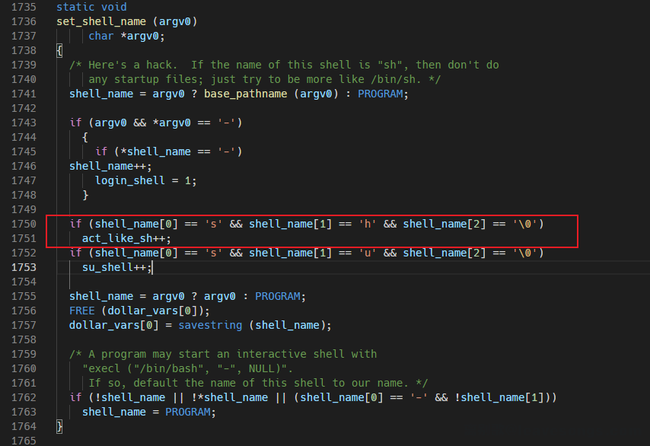 1735 static void
1736 set_shell_name (argv0)
1737      char *argv0;
1738 {
1739   /* Here's a hack.  If the name of this shell is "sh", then don't do
1740      any startup files; just try to be more like /bin/sh. */
1741   shell_name = argv0 ? base_pathname (argv0) : PROGRAM;
1742
1743   if (argv0 && *argv0 == '-')
1744     {
1745       if (*shell_name == '-')
1746   shell_name++;
1747       login_shell = 1;
1748     }
1749
1750   if (shell_name[0] == 's' && shell_name[1] == 'h' && shell_name[2] == '\0')
1751     act_like_sh++;
1752   if (shell_name[0] == 's' && shell_name[1] == 'u' && shell_name[2] == '\0')
1753     su_shell++;
1754
1755   shell_name = argv0 ? argv0 : PROGRAM;
1756   FREE (dollar_vars[0]);
1757   dollar_vars[0] = savestring (shell_name);
1758
1759   /* A program may start an interactive shell with
1760     "execl ("/bin/bash", "-", NULL)".
1761      If so, default the name of this shell to our name. */
1762   if (!shell_name || !*shell_name || (shell_name[0] == '-' && !shell_name[1]))
1763     shell_name = PROGRAM;
1764 }
1765